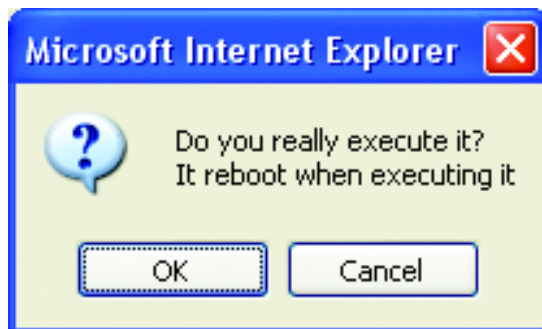 Microsoft Internet Explorer
Do you really execute it?
It reboot when executing it
OK
Cancel